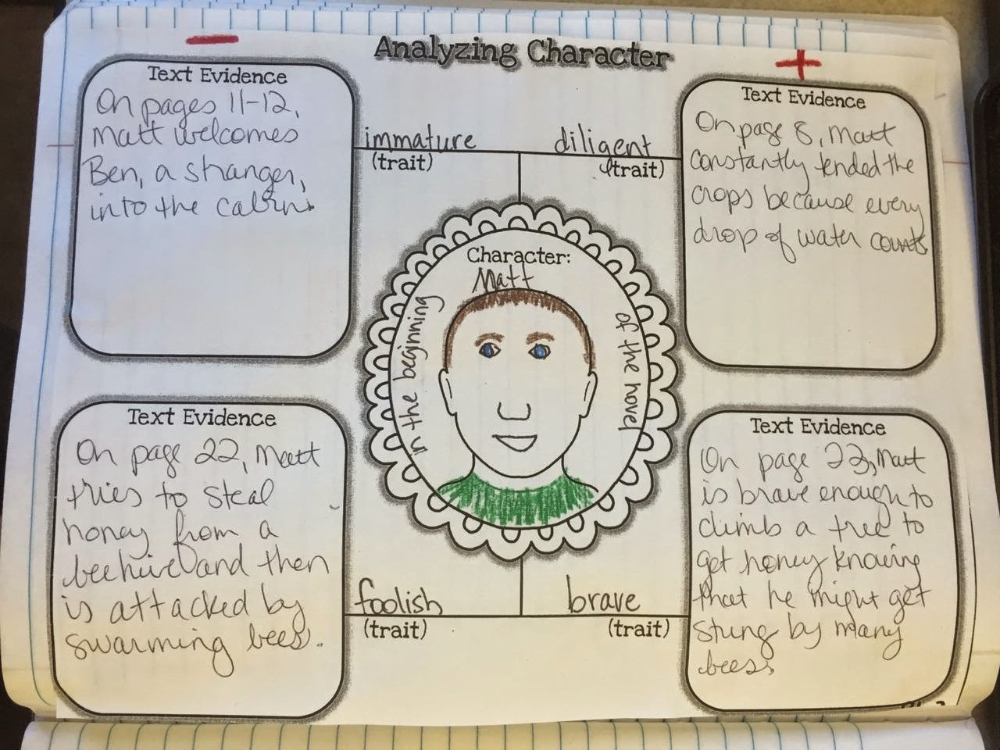 −
+
Analyzing Character
Text Evidence
On pages 11-12,
Matt welcomes
Ben, a stranger,
into the cabin.
immature
(trait)
diligent
(trait)
Text Evidence
On page 8, Matt
constantly tended the
crops because every
drop of water counts
Character:
Matt
in the beginning
of the novel
Text Evidence
On page 22, Matt
tries to steal
honey from a
beehive and then
is attacked by
swarming bees.
foolish
(trait)
brave
(trait)
Text Evidence
On page 23, Matt
is brave enough to
climb a tree to
get honey knowing
that he might get
stung by many
bees.